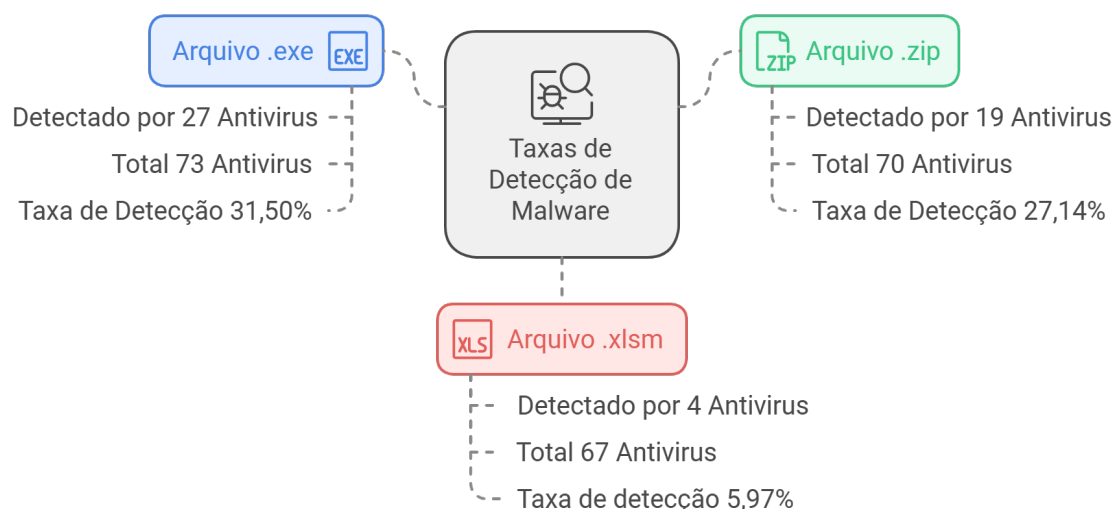 Arquivo .exe
EXE
Detectado por 27 Antivirus
Total 73 Antivirus
Taxa de Detecção 31,50%
Taxas de
Detecção de
Malware
ZIP
Arquivo .zip
Detectado por 19 Antivirus
Total 70 Antivirus
Taxa de Detecção 27,14%
XLS
Arquivo .xlsm
Detectado por 4 Antivirus
Total 67 Antivirus
Taxa de detecção 5,97%